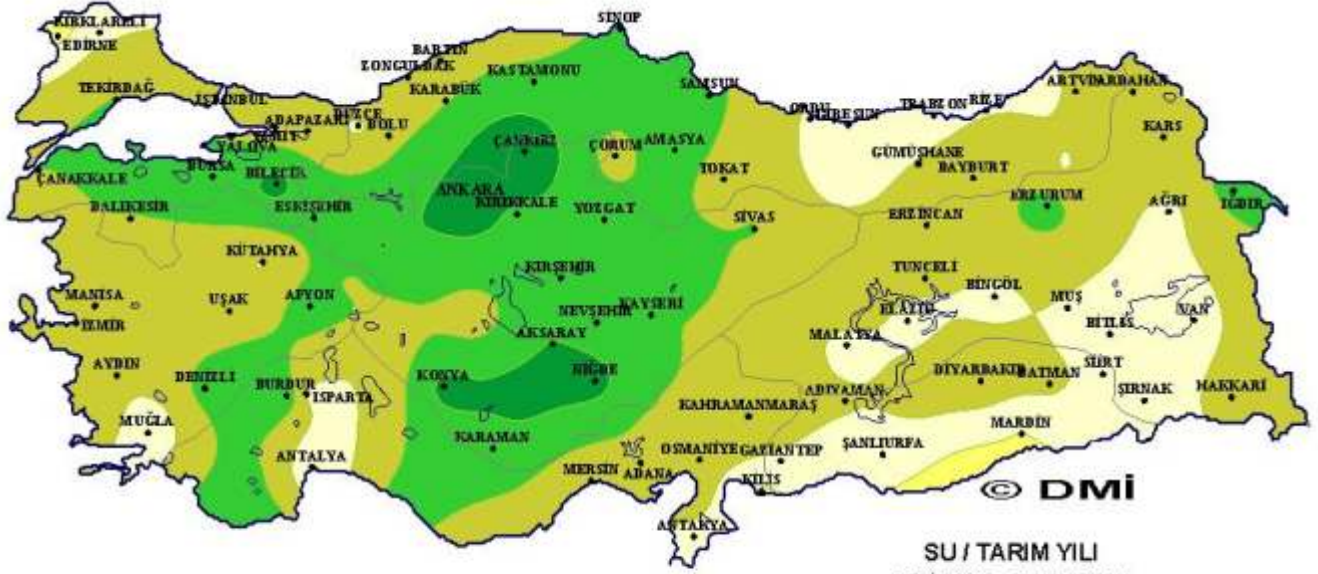 SİNOP
KIRKLARELİ
EDİRNE
BARTIN
ZONGULDAK
KASTAMONU
TEKİRDAĞ
İSTANBUL
KARABÜK
SAMSUN
ARTVİN
ARDAHAN
ORDU
GİRESUN
TRABZON
RİZE
ADAPAZARI
İZMİT
DÜZCE
BOLU
KARS
YALOVA
ÇANKIRI
ÇORUM
AMASYA
GÜMÜŞHANE
BAYBURT
ÇANAKKALE
BURSA
BİLECİK
TOKAT
ANKARA
KIRIKKALE
ERZURUM
IĞDIR
BALIKESİR
ESKİŞEHİR
YOZGAT
SİVAS
ERZİNCAN
AĞRI
KÜTAHYA
KIRŞEHİR
TUNCELİ
MANİSA
UŞAK
AFYON
NEVŞEHİR
KAYSERİ
BİNGÖL
MUŞ
İZMİR
ELAZIĞ
BİTLİS
VAN
AKSARAY
MALATYA
AYDIN
DENİZLİ
BURDUR
ISPARTA
KONYA
NİĞDE
ADIYAMAN
DİYARBAKIR
BATMAN
SİİRT
ŞIRNAK
HAKKARİ
KAHRAMANMARAŞ
MUĞLA
MARDİN
KARAMAN
ANTALYA
MERSİN
ADANA
OSMANİYE
GAZİANTEP
ŞANLIURFA
KİLİS
ANTAKYA
© DMİ
SU / TARIM YILI